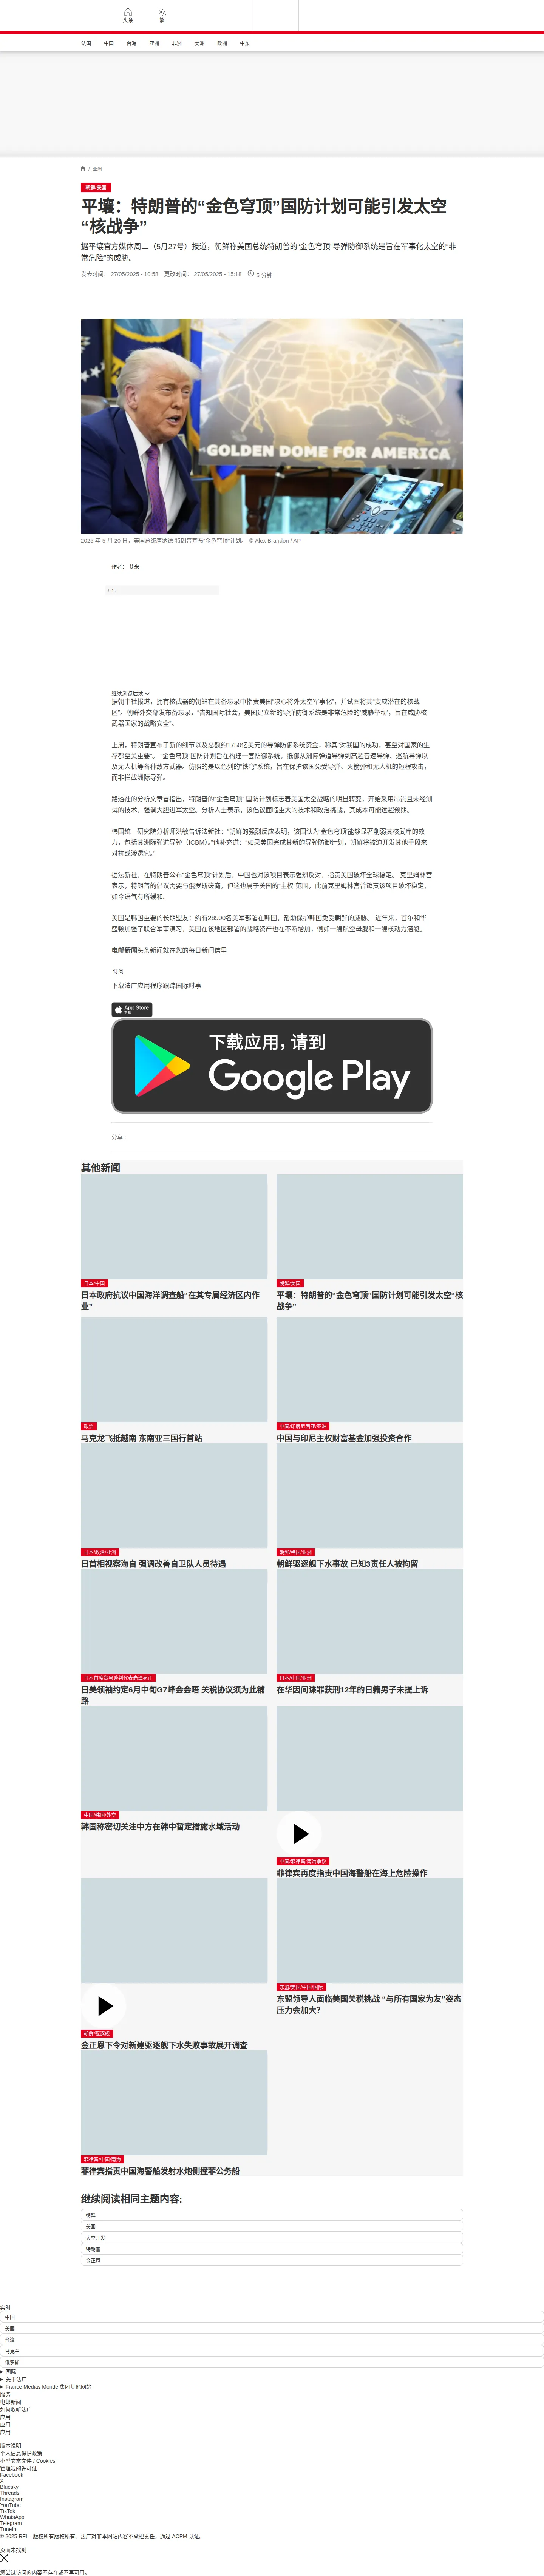 头条
繁
法国 中国 台海 亚洲 非洲 美洲 欧洲 中东
/ 亚洲
朝鲜/美国
平壤：特朗普的“金色穹顶”国防计划可能引发太空
“核战争”
据平壤官方媒体周二（5月27号）报道，朝鲜称美国总统特朗普的“金色穹顶”导弹防御系统是旨在军事化太空的“非
常危险”的威胁。
发表时间： 27/05/2025 - 10:58 更改时间： 27/05/2025 - 15:18 5 分钟
GOLDEN DOME FOR AMERICA
2025 年 5 月 20 日，美国总统唐纳德·特朗普宣布“金色穹顶”计划。 © Alex Brandon / AP
作者： 艾米
广告
继续浏览后续
据朝中社报道，拥有核武器的朝鲜在其备忘录中指责美国“决心将外太空军事化”，并试图将其“变成潜在的核战
区”。朝鲜外交部发布备忘录，“告知国际社会，美国建立新的导弹防御系统是非常危险的‘威胁举动’，旨在威胁核
武器国家的战略安全”。
上周，特朗普宣布了新的细节以及总额约1750亿美元的导弹防御系统资金，称其“对我国的成功，甚至对国家的生
存都至关重要”。 “金色穹顶”国防计划旨在构建一套防御系统，抵御从洲际弹道导弹到高超音速导弹、巡航导弹以
及无人机等各种敌方武器。仿照的是以色列的“铁穹”系统，旨在保护该国免受导弹、火箭弹和无人机的短程攻击，
而非拦截洲际导弹。
路透社的分析文章曾指出，特朗普的“金色穹顶” 国防计划标志着美国太空战略的明显转变，开始采用昂贵且未经测
试的技术，强调大胆进军太空。分析人士表示，该倡议面临重大的技术和政治挑战，其成本可能远超预期。
韩国统一研究院分析师洪敏告诉法新社：“朝鲜的强烈反应表明，该国认为‘金色穹顶’能够显著削弱其核武库的效
力，包括其洲际弹道导弹（ICBM）。”他补充道：“如果美国完成其新的导弹防御计划，朝鲜将被迫开发其他手段来
对抗或渗透它。”
据法新社，在特朗普公布“金色穹顶”计划后，中国也对该项目表示强烈反对，指责美国破坏全球稳定。 克里姆林宫
表示，特朗普的倡议需要与俄罗斯磋商，但这也属于美国的“主权”范围，此前克里姆林宫曾谴责该项目破坏稳定，
如今语气有所缓和。
美国是韩国重要的长期盟友：约有28500名美军部署在韩国，帮助保护韩国免受朝鲜的威胁。 近年来，首尔和华
盛顿加强了联合军事演习，美国在该地区部署的战略资产也在不断增加，例如一艘航空母舰和一艘核动力潜艇。
电邮新闻头条新闻就在您的每日新闻信里
订阅
下载法广应用程序跟踪国际时事
App Store
下载
下载应用，请到
Google Play
分享 :
其他新闻
日本/中国
日本政府抗议中国海洋调查船“在其专属经济区内作
业”
朝鲜/美国
平壤：特朗普的“金色穹顶”国防计划可能引发太空“核
战争”
政治
马克龙飞抵越南 东南亚三国行首站
中国/印度尼西亚/亚洲
中国与印尼主权财富基金加强投资合作
日本/政治/亚洲
日首相视察海自 强调改善自卫队人员待遇
朝鲜/韩国/亚洲
朝鲜驱逐舰下水事故 已知3责任人被拘留
日本首席贸易谈判代表赤泽亮正
日美领袖约定6月中旬G7峰会会晤 关税协议须为此铺
路
日本/中国/亚洲
在华因间谍罪获刑12年的日籍男子未提上诉
中国/韩国/外交
韩国称密切关注中方在韩中暂定措施水域活动
中国/菲律宾/南海争议
菲律宾再度指责中国海警船在海上危险操作
朝鲜/驱逐舰
金正恩下令对新建驱逐舰下水失败事故展开调查
东盟/美国/中国/国际
东盟领导人面临美国关税挑战 “与所有国家为友”姿态
压力会加大？
菲律宾/中国/南海
菲律宾指责中国海警船发射水炮侧撞菲公务船
继续阅读相同主题内容:
朝鲜
美国
太空开发
特朗普
金正恩
实时
中国
美国
台湾
乌克兰
俄罗斯
国际
关于法广
France Médias Monde 集团其他网站
服务
电邮新闻
如何收听法广
应用
应用
应用
版本说明
个人信息保护政策
小型文本文件 / Cookies
管理我的许可证
Facebook
X
Bluesky
Threads
Instagram
YouTube
TikTok
WhatsApp
Telegram
TuneIn
© 2025 RFI – 版权所有版权所有。法广对非本网站内容不承担责任。通过 ACPM 认证。
页面未找到
您尝试访问的内容不存在或不再可用。